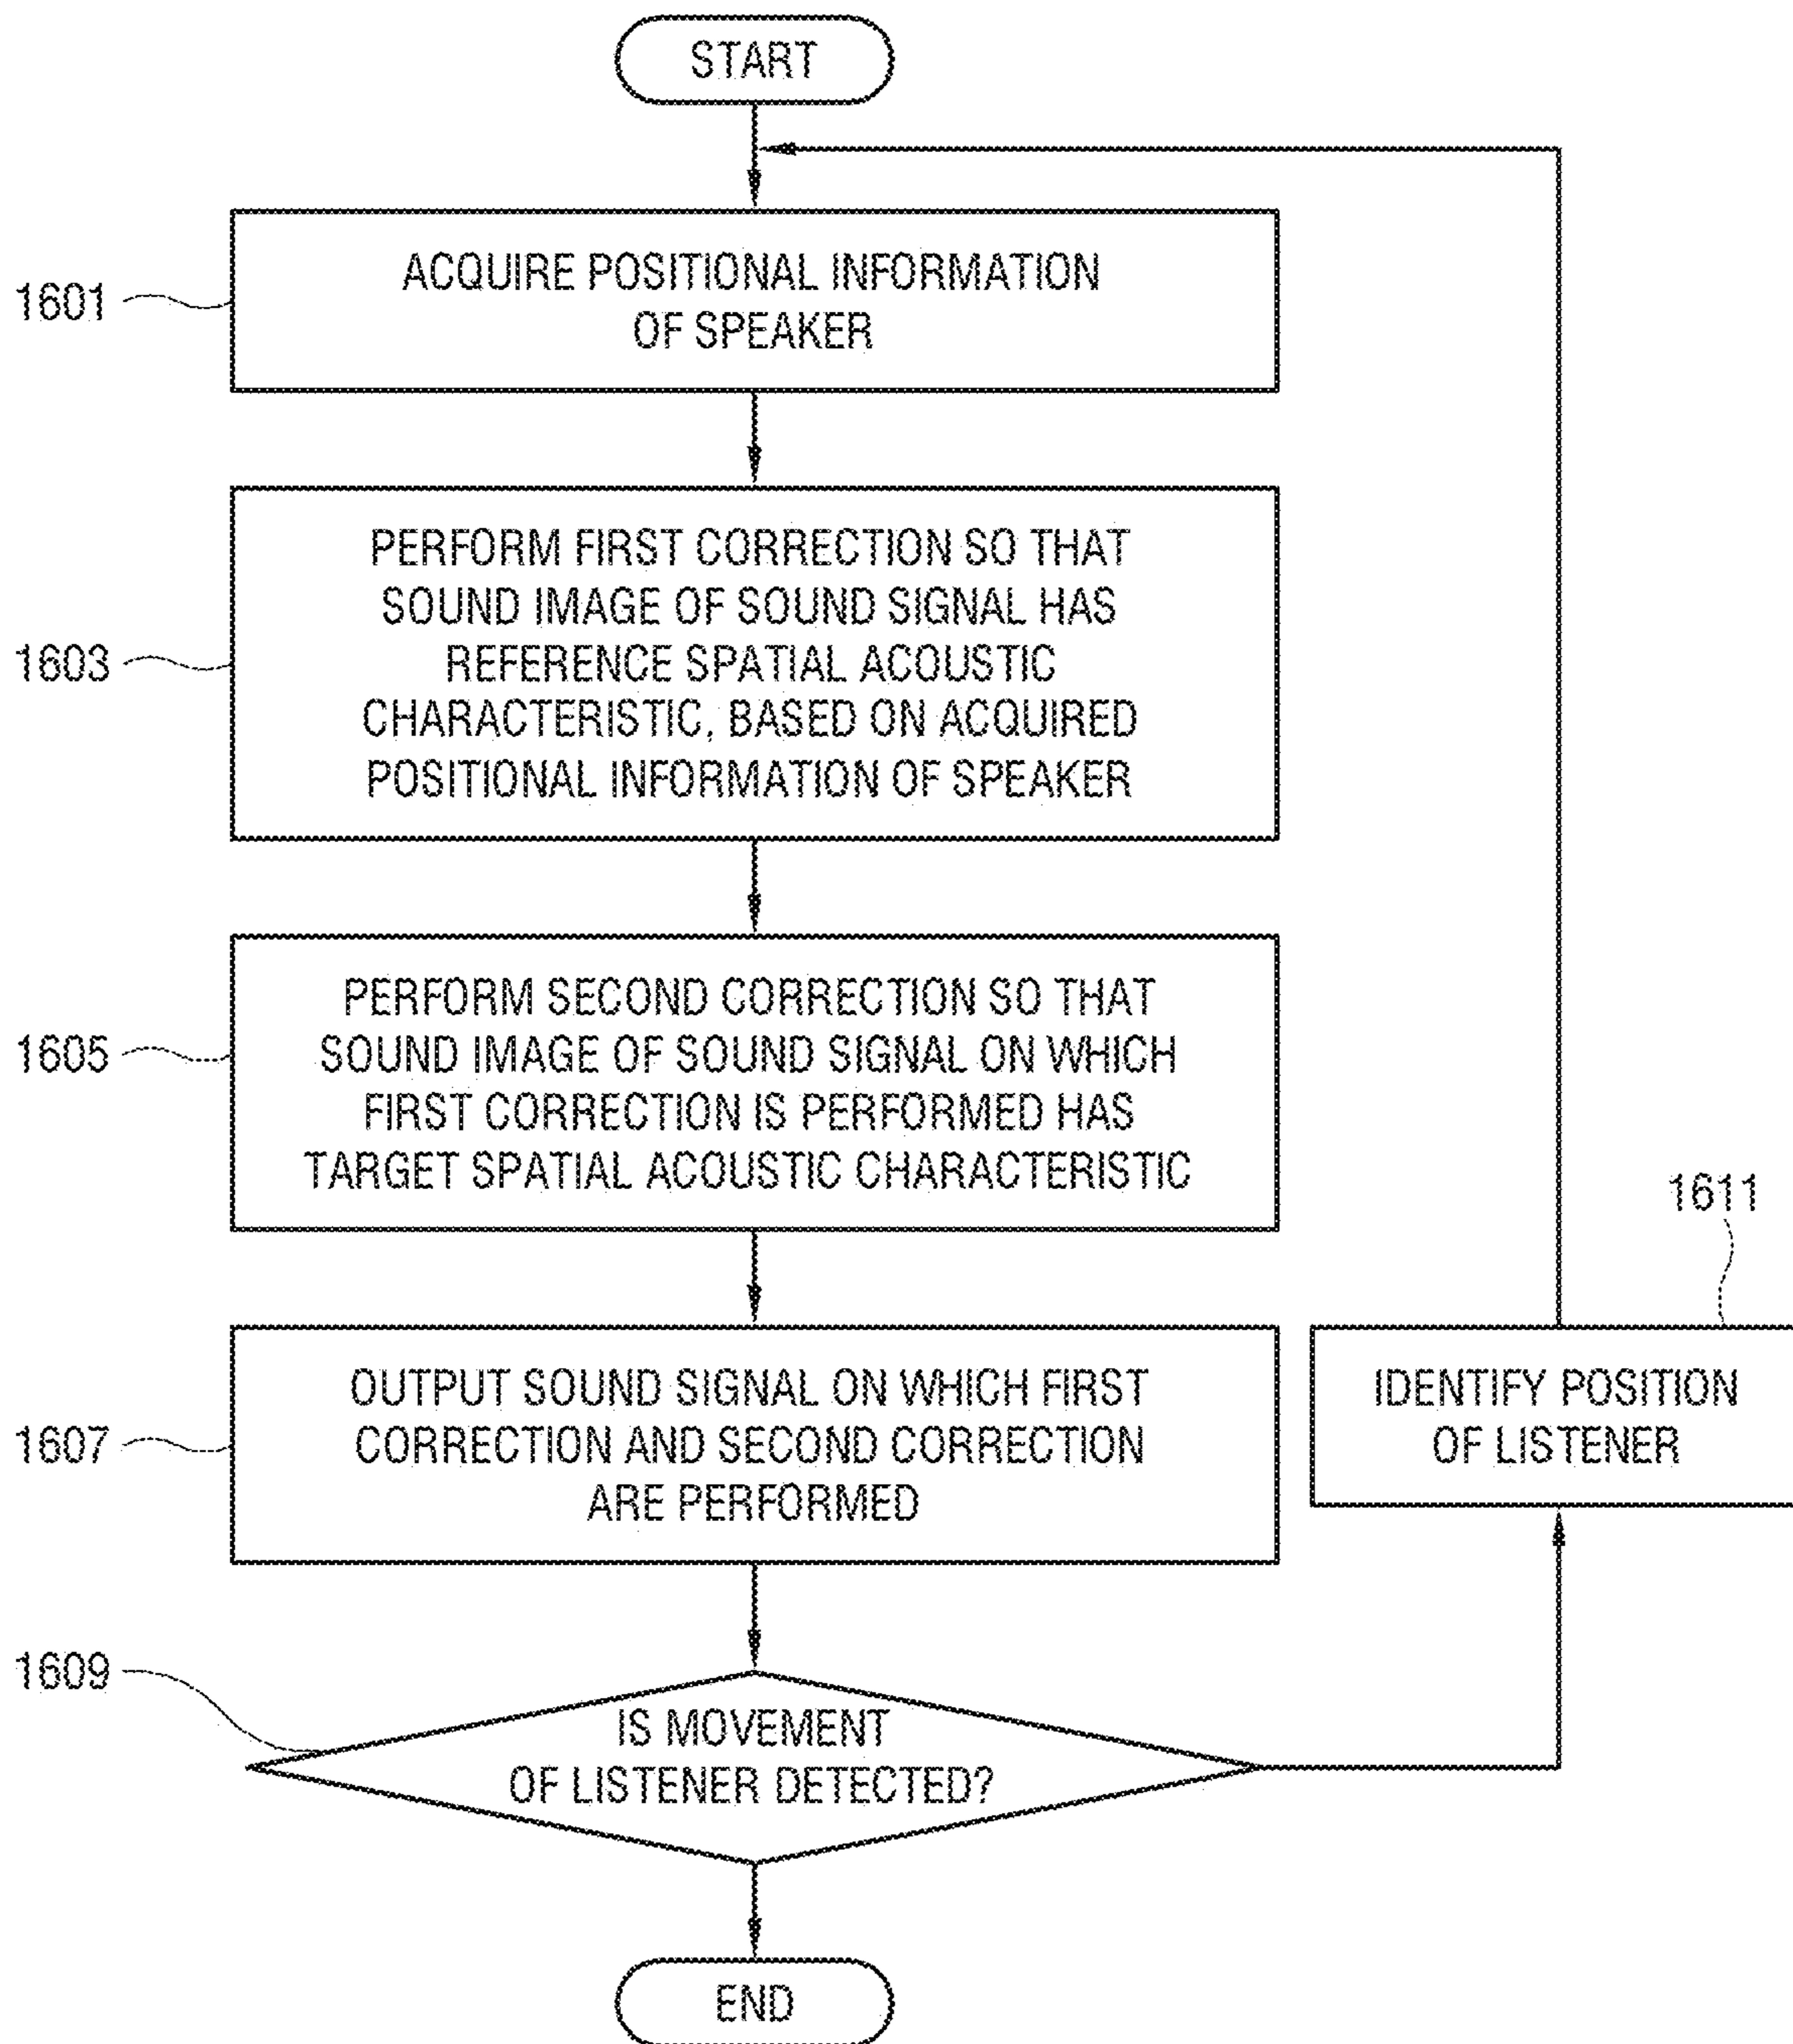 START
1601
ACQUIRE POSITIONAL INFORMATION
OF SPEAKER
1603
PERFORM FIRST CORRECTION SO THAT
SOUND IMAGE OF SOUND SIGNAL HAS
REFERENCE SPATIAL ACOUSTIC
CHARACTERISTIC, BASED ON ACQUIRED
POSITIONAL INFORMATION OF SPEAKER
1605
PERFORM SECOND CORRECTION SO THAT
SOUND IMAGE OF SOUND SIGNAL ON WHICH
FIRST CORRECTION IS PERFORMED HAS
TARGET SPATIAL ACOUSTIC CHARACTERISTIC
1607
OUTPUT SOUND SIGNAL ON WHICH FIRST
CORRECTION AND SECOND CORRECTION
ARE PERFORMED
1611
IDENTIFY POSITION
OF LISTENER
1609
IS MOVEMENT
OF LISTENER DETECTED?
END